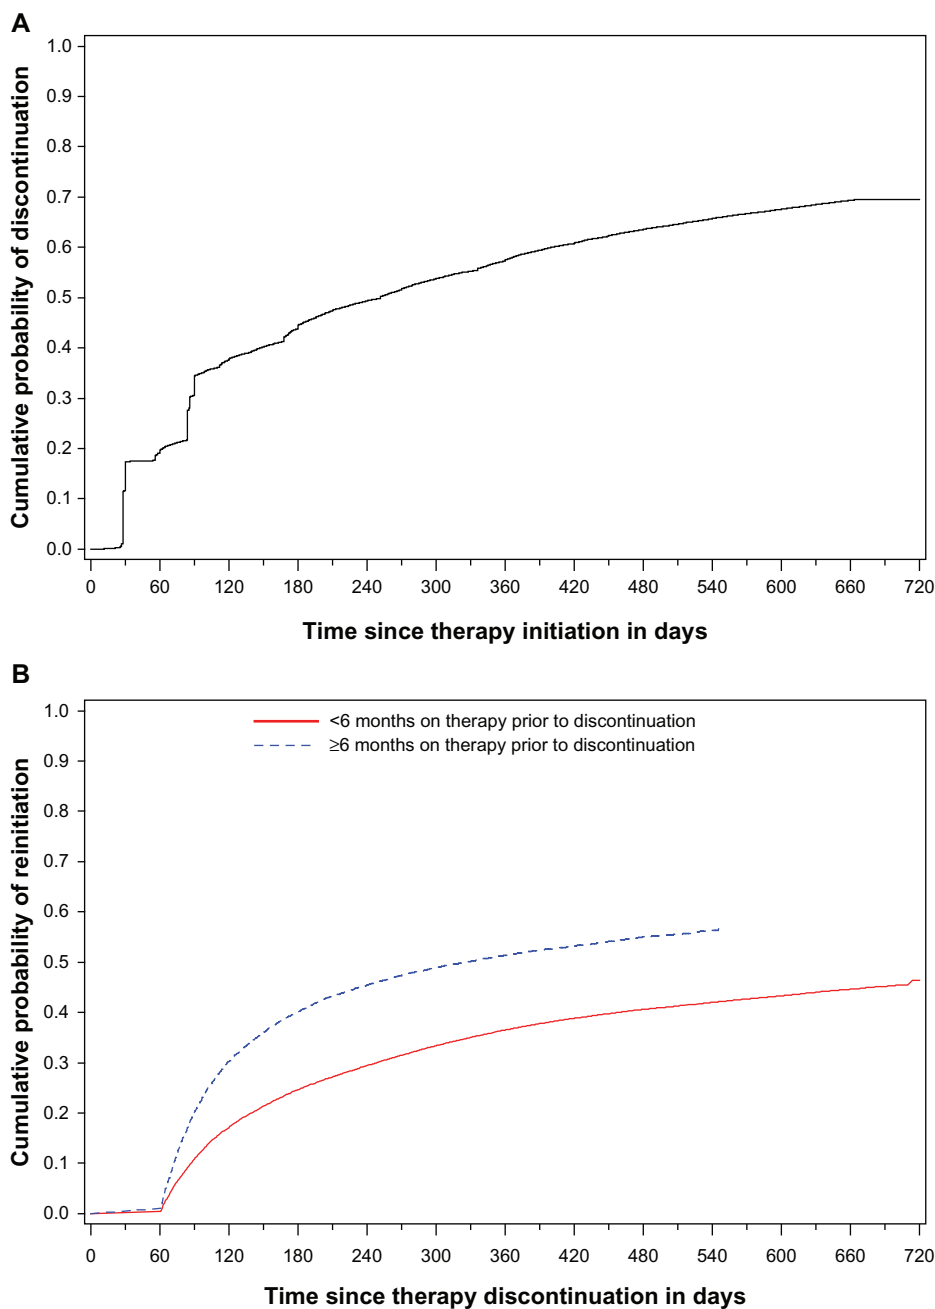 A
Cumulative probability of discontinuation
1.0
0.9
0.8
0.7
0.6
0.5
0.4
0.3
0.2
0.1
0.0
0 60 120 180 240 300 360 420 480 540 600 660 720
Time since therapy initiation in days
B
Cumulative probability of reinitiation
1.0
0.9
0.8
0.7
0.6
0.5
0.4
0.3
0.2
0.1
0.0
<6 months on therapy prior to discontinuation
≥6 months on therapy prior to discontinuation
0 60 120 180 240 300 360 420 480 540 600 660 720
Time since therapy discontinuation in days